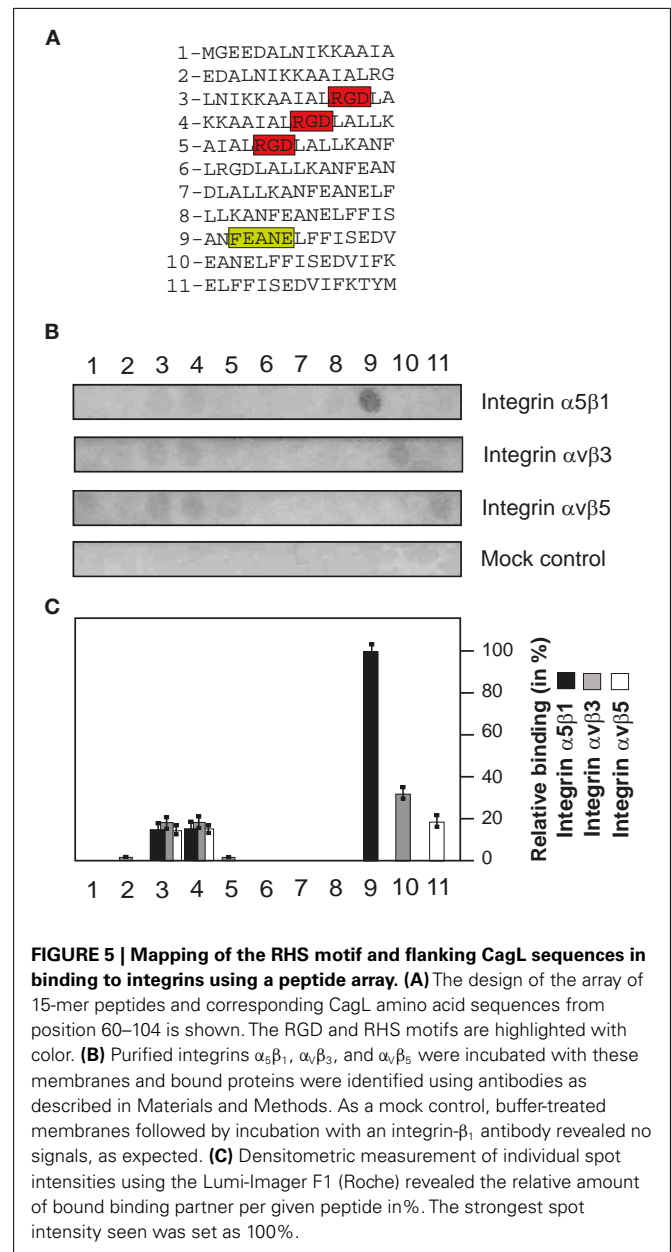 A
1-MGEEDALNIKKAAIA
2-EDALNIKKAAIALRG
3-LNIKKAAIALRGDLA
4-KKAAIALRGDLALLK
5-AIALRGDLALLKANF
6-LRGDLALLKANFEAN
7-DLALLKANFEANELF
8-LLKANFEANELFFIS
9-ANFEANELFFISEDV
10-EANELFFISEDVIFK
11-ELFFISEDVIFKTYM
B
1 2 3 4 5 6 7 8 9 10 11
Integrin α5β1
Integrin αvβ3
Integrin αvβ5
Mock control
C
100
80
60
40
20
0
Relative binding (in %)
Integrin α5β1
Integrin αvβ3
Integrin αvβ5
1 2 3 4 5 6 7 8 9 10 11
FIGURE 5 | Mapping of the RHS motif and flanking CagL sequences in
binding to integrins using a peptide array. (A) The design of the array of
15-mer peptides and corresponding CagL amino acid sequences from
position 60–104 is shown. The RGD and RHS motifs are highlighted with
color. (B) Purified integrins α5β1, αVβ3, and αVβ5 were incubated with these
membranes and bound proteins were identified using antibodies as
described in Materials and Methods. As a mock control, buffer-treated
membranes followed by incubation with an integrin-β1 antibody revealed no
signals, as expected. (C) Densitometric measurement of individual spot
intensities using the Lumi-Imager F1 (Roche) revealed the relative amount
of bound binding partner per given peptide in%. The strongest spot
intensity seen was set as 100%.